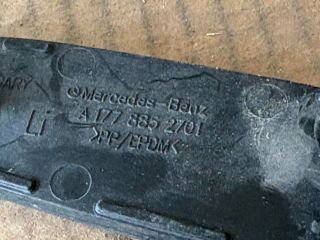 ©Mercedes-Benz
A 177 885 2701
Li >PP/EPDM<